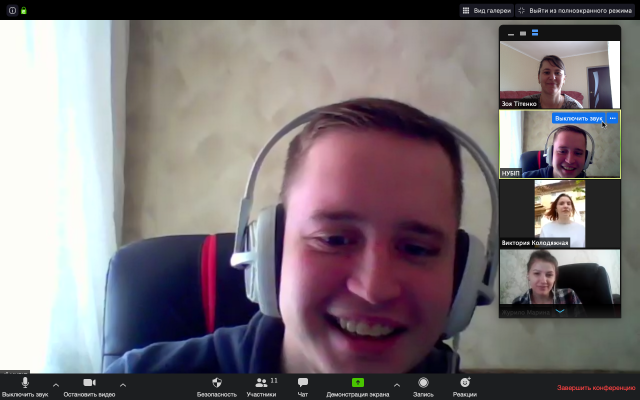 Вид галереи
Выйти из полноэкранного режима
Зоя Тітенко
Выключить звук
НУБІП
Виктория Колодяжная
Выключить звук
Остановить видео
Безопасность
Участники
11
Чат
Демонстрация экрана
Запись
Реакции
Завершить конференцию